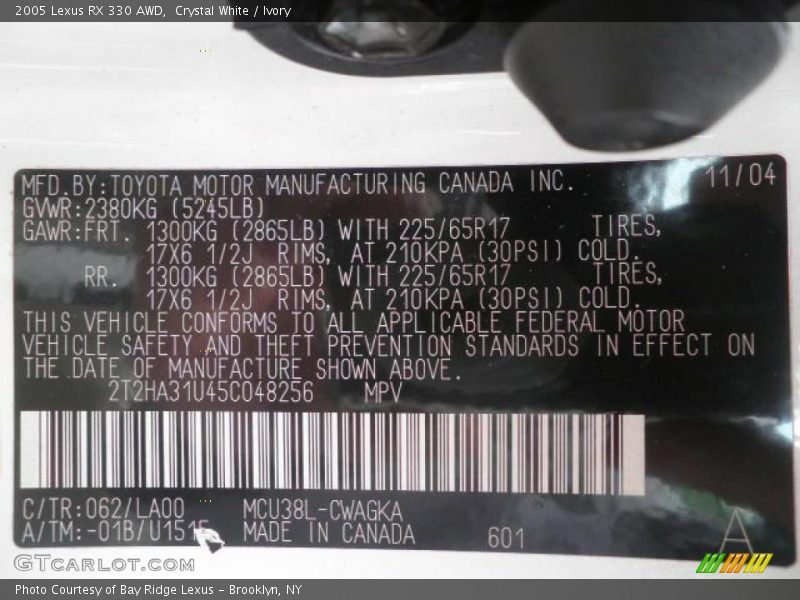 2005 Lexus RX 330 AWD,  Crystal White / Ivory
MFD.BY:TOYOTA MOTOR MANUFACTURING CANADA INC. 11/04
GVWR:2380KG (5245LB)
GAWR:FRT. 1300KG (2865LB) WITH 225/65R17 TIRES,
17X6 1/2J RIMS, AT 210KPA (30PSI) COLD.
RR. 1300KG (2865LB) WITH 225/65R17 TIRES,
17X6 1/2J RIMS, AT 210KPA (30PSI) COLD.
THIS VEHICLE CONFORMS TO ALL APPLICABLE FEDERAL MOTOR
VEHICLE SAFETY AND THEFT PREVENTION STANDARDS IN EFFECT ON
THE DATE OF MANUFACTURE SHOWN ABOVE.
2T2HA31U45C048256 MPV
C/TR:062/LA00 MCU38L-CWAGKA
A/TM:-01B/U151F MADE IN CANADA 601 A
GTCARLOT.COM
Photo Courtesy of Bay Ridge Lexus – Brooklyn, NY